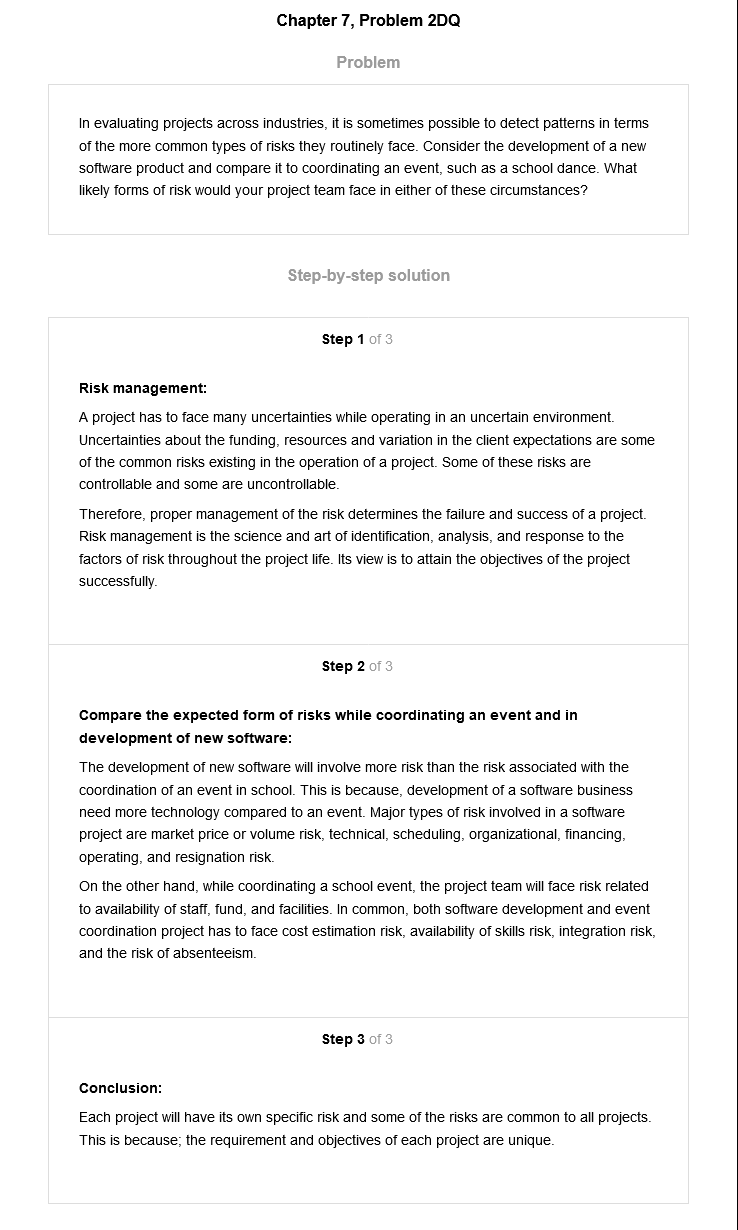 Chapter 7, Problem 2DQ
Problem
In evaluating projects across industries, it is sometimes possible to detect patterns in terms
of the more common types of risks they routinely face. Consider the development of a new
software product and compare it to coordinating an event, such as a school dance. What
likely forms of risk would your project team face in either of these circumstances?
Step-by-step solution
Step 1 of 3
Risk management:
A project has to face many uncertainties while operating in an uncertain environment.
Uncertainties about the funding, resources and variation in the client expectations are some
of the common risks existing in the operation of a project. Some of these risks are
controllable and some are uncontrollable.
Therefore, proper management of the risk determines the failure and success of a project.
Risk management is the science and art of identification, analysis, and response to the
factors of risk throughout the project life. Its view is to attain the objectives of the project
successfully.
Step 2 of 3
Compare the expected form of risks while coordinating an event and in
development of new software:
The development of new software will involve more risk than the risk associated with the
coordination of an event in school. This is because, development of a software business
need more technology compared to an event. Major types of risk involved in a software
project are market price or volume risk, technical, scheduling, organizational, financing,
operating, and resignation risk.
On the other hand, while coordinating a school event, the project team will face risk related
to availability of staff, fund, and facilities. In common, both software development and event
coordination project has to face cost estimation risk, availability of skills risk, integration risk,
and the risk of absenteeism.
Step 3 of 3
Conclusion:
Each project will have its own specific risk and some of the risks are common to all projects.
This is because; the requirement and objectives of each project are unique.